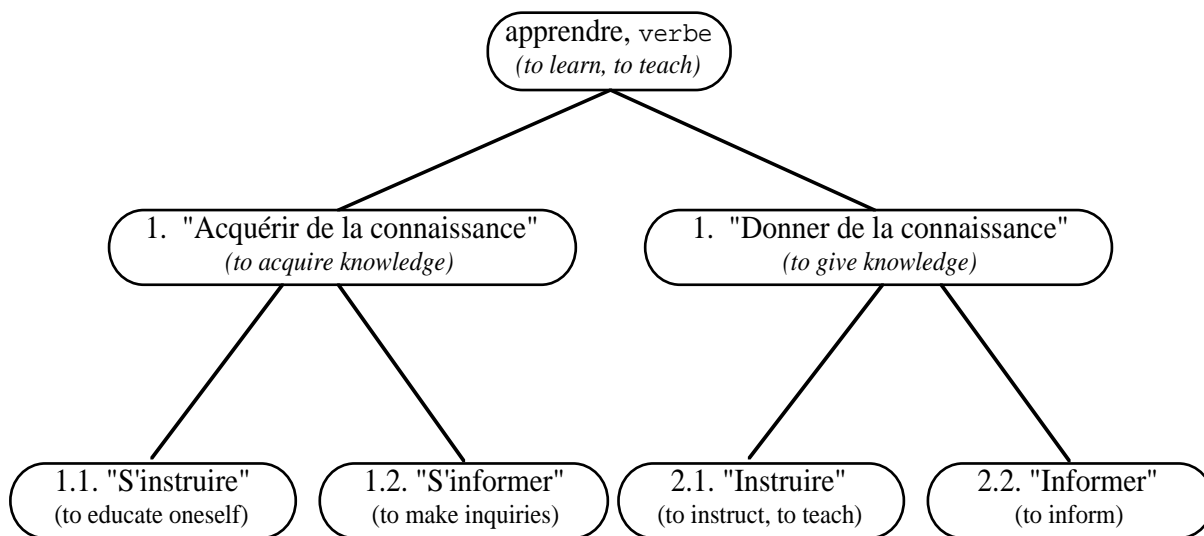 apprendre, verbe
(to learn, to teach)
1. "Acquérir de la connaissance"
(to acquire knowledge)
1. "Donner de la connaissance"
(to give knowledge)
1.1. "S'instruire"
(to educate oneself)
1.2. "S'informer"
(to make inquiries)
2.1. "Instruire"
(to instruct, to teach)
2.2. "Informer"
(to inform)